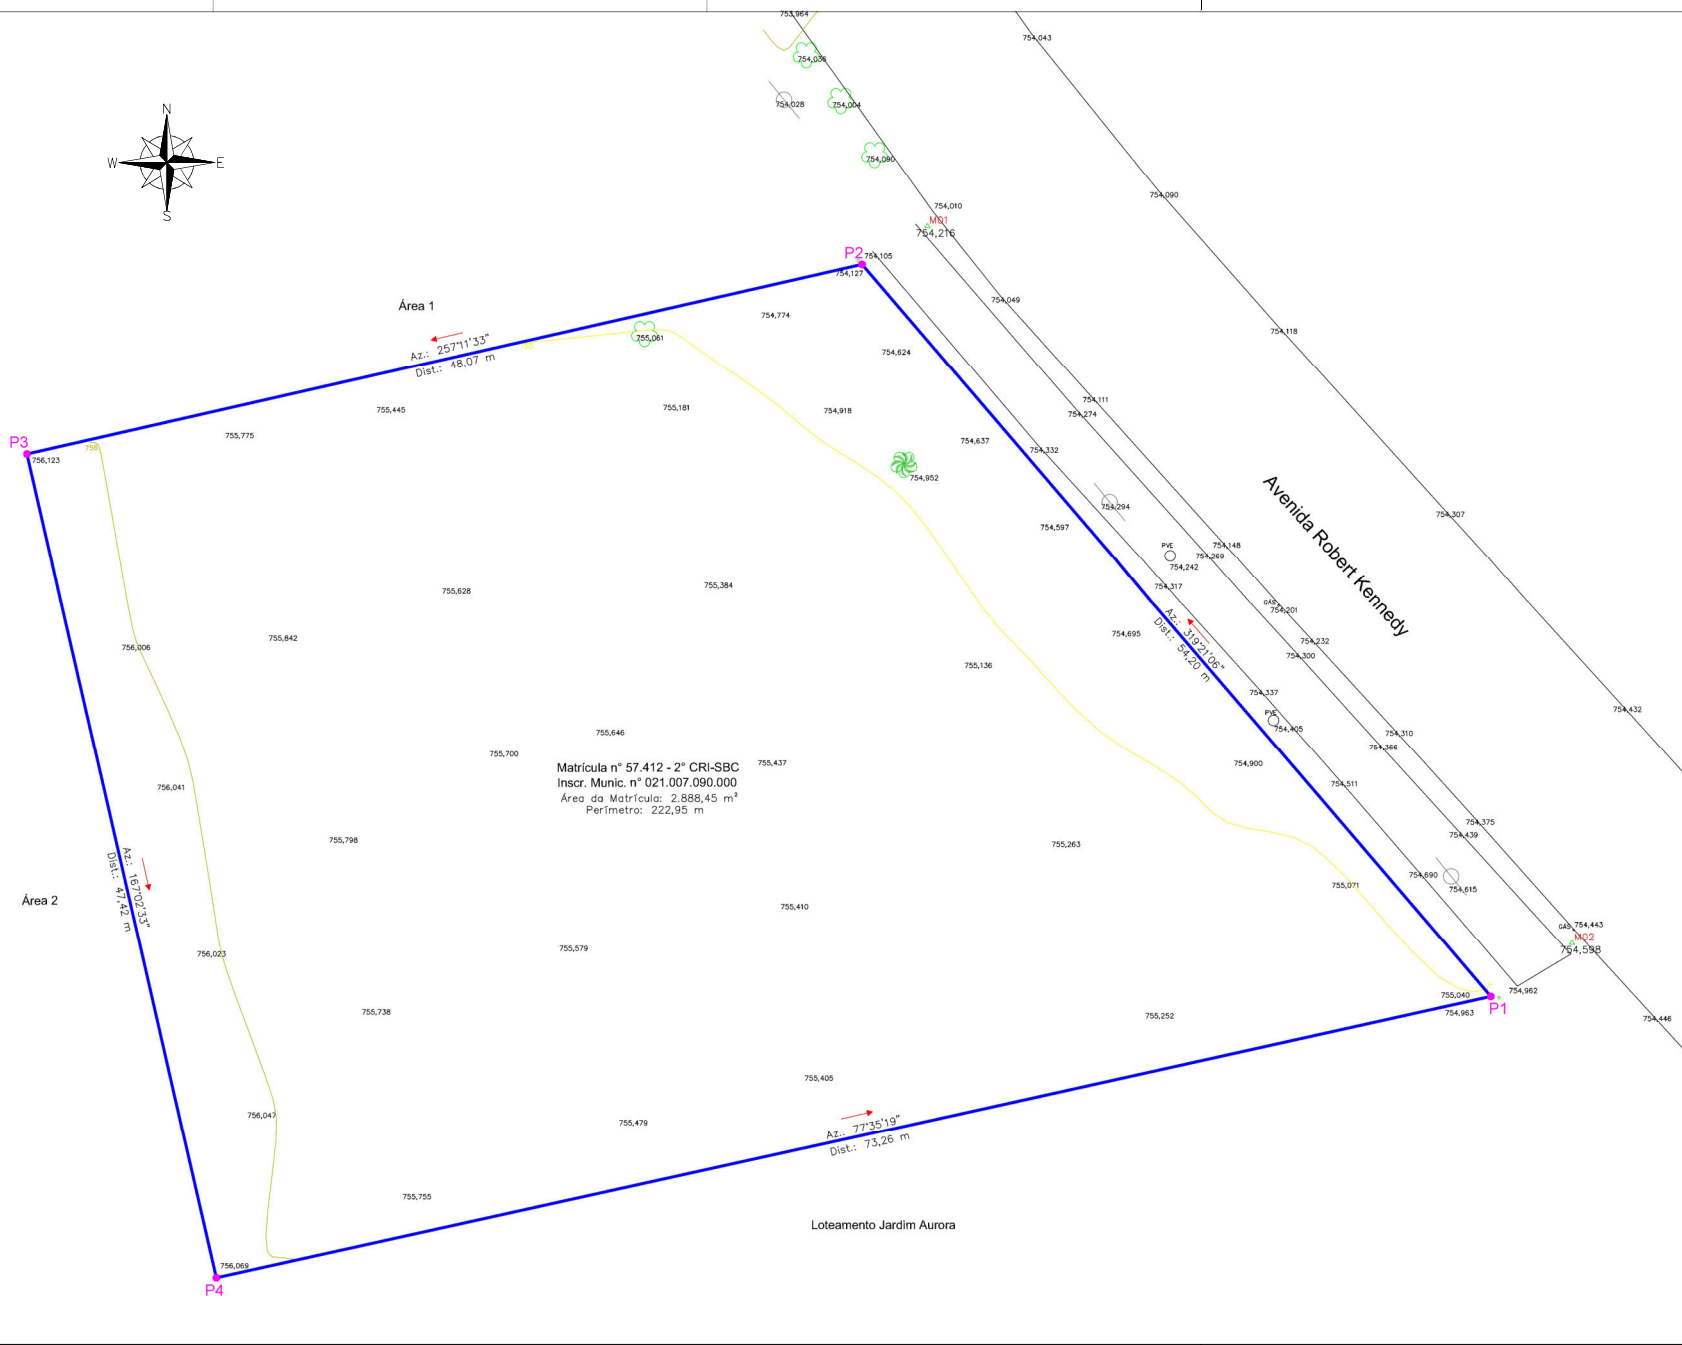 753,964
754,043
754,036
754,028
754,004
N
W
E
S
754,090
754,090
754,010
M01
754,216
P2
754,105
754,127
754,049
Área 1
754,774
754,118
755,061
Az.: 257°11'33"
Dist.: 48,07 m
754,624
754,111
754,274
755,445
755,181
754,918
755,775
P3
756
756,123
754,637
754,332
754,952
754,294
754,307
Avenida Robert Kennedy
754,597
PVE
754,148
754,269
754,242
754,317
755,384
755,628
GÁS
754,201
Az.: 319°21'06"
Dist.: 54,20 m
754,695
754,232
754,300
755,842
756,006
755,136
754,337
PVE
754,405
754,432
755,646
754,310
754,366
755,700
755,437
754,900
Matrícula n° 57.412 - 2° CRI-SBC
Inscr. Munic. n° 021.007.090.000
Área da Matrícula: 2.888,45 m²
Perímetro: 222,95 m
756,041
754,511
754,375
754,439
755,798
755,263
Az.: 167°02'33"
Dist.: 47,42 m
754,690
755,071
754,615
Área 2
755,410
GÁS
754,443
M02
754,598
755,579
756,023
755,040
754,962
754,963
P1
755,738
755,252
754,446
755,405
756,047
755,479
Az.: 77°35'19"
Dist.: 73,26 m
755,755
Loteamento Jardim Aurora
756,069
P4